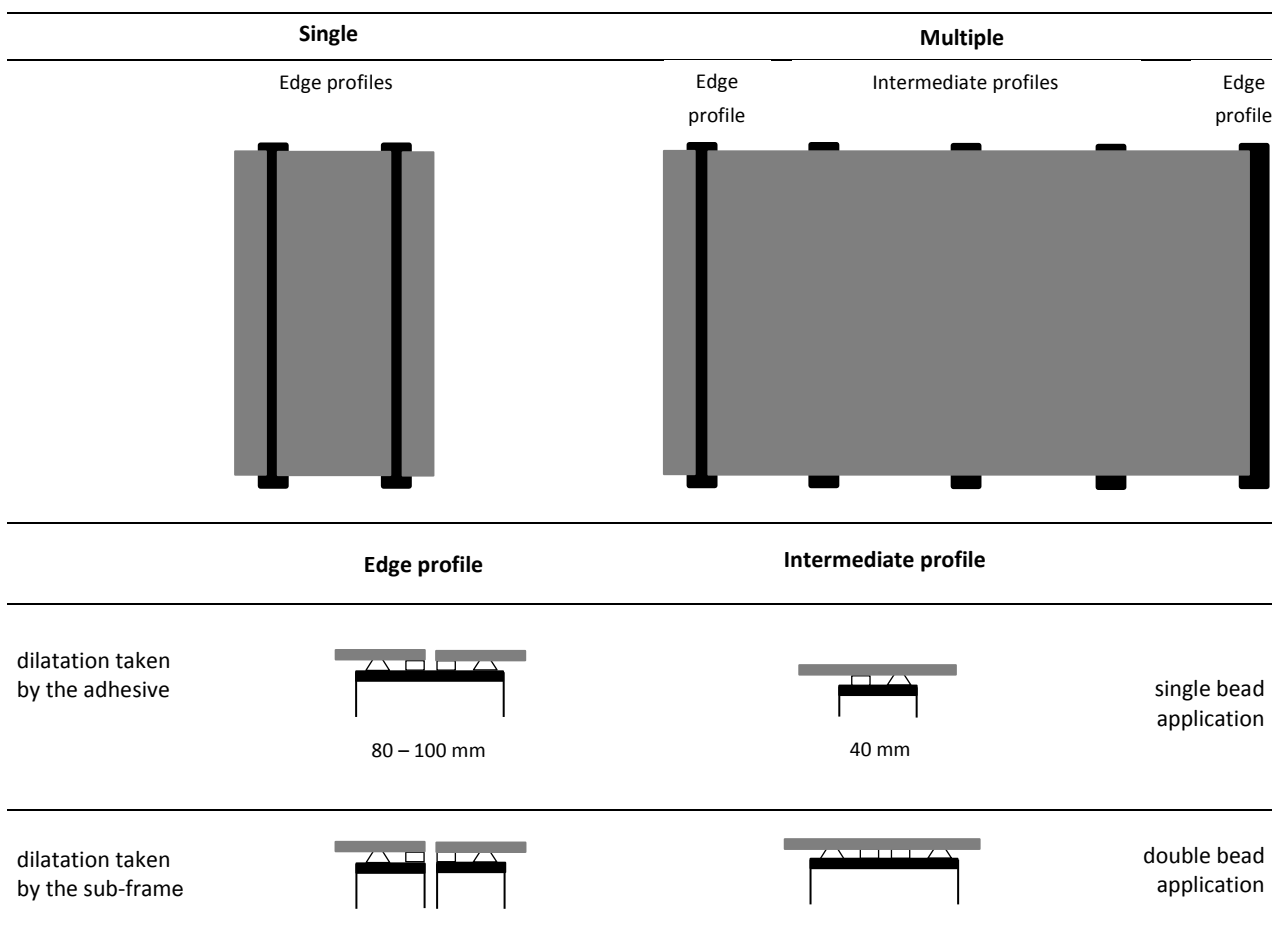 Single
Multiple
Edge profiles
Edge
profile
Intermediate profiles
Edge
profile
Edge profile
Intermediate profile
dilatation taken
by the adhesive
80 – 100 mm
40 mm
single bead
application
dilatation taken
by the sub-frame
double bead
application